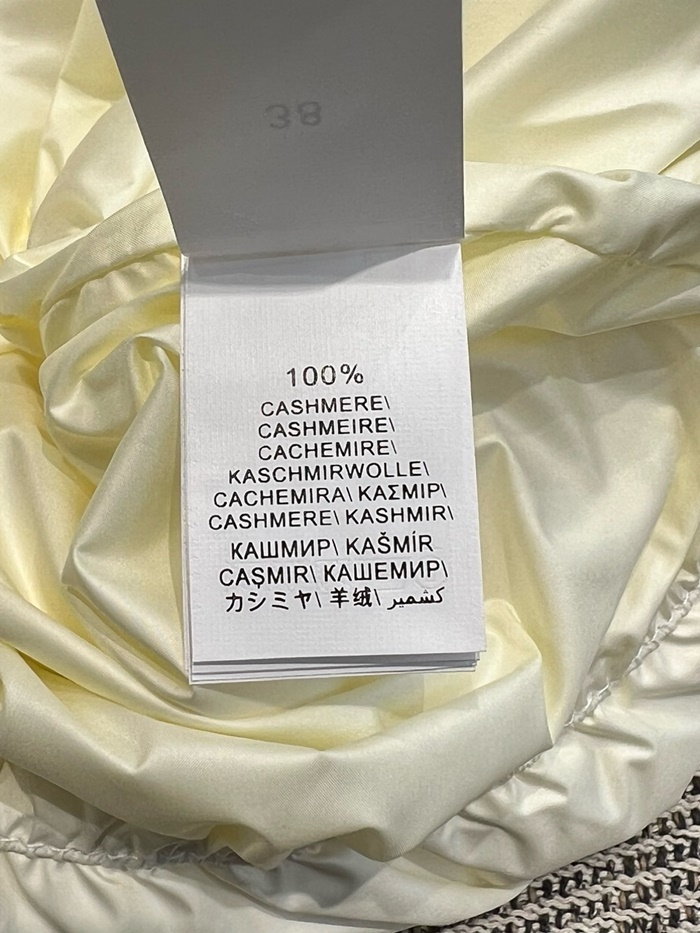 38
100%
CASHMERE\
CASHMEIRE\
CACHEMIRE\
KASCHMIRWOLLE\
CACHEMIRA\ ΚΑΣΜΙΡ\
CASHMERE\ KASHMIR\
КАШМИР\ KAŠMÍR
CAŞMIR\ КАШЕМИР\
カシミヤ\ 羊绒\ كشمير